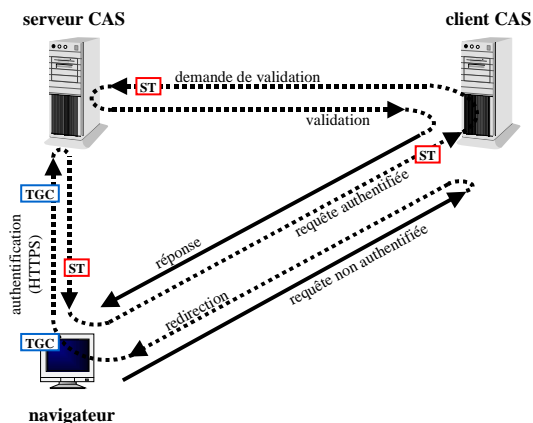 serveur CAS
client CAS
ST
demande de validation
validation
ST
TGC
requête authentifiée
réponse
authentification
(HTTPS)
ST
requête non authentifiée
redirection
TGC
navigateur